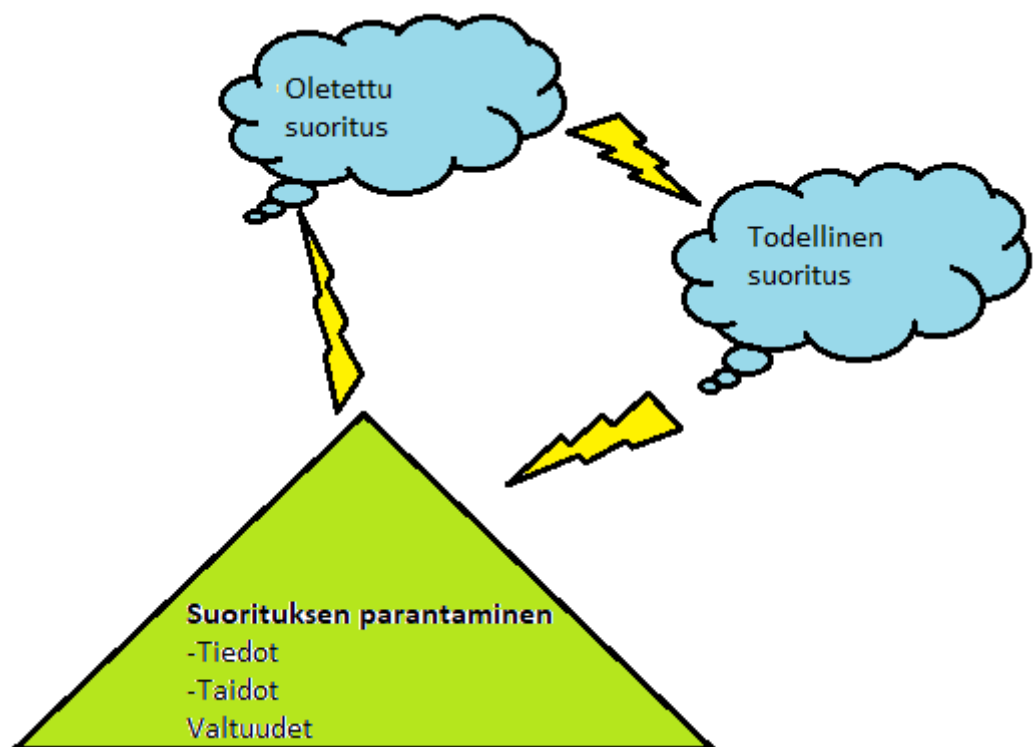 Oletettu
suoritus
Todellinen
suoritus
Suorituksen parantaminen
-Tiedot
-Taidot
Valtuudet